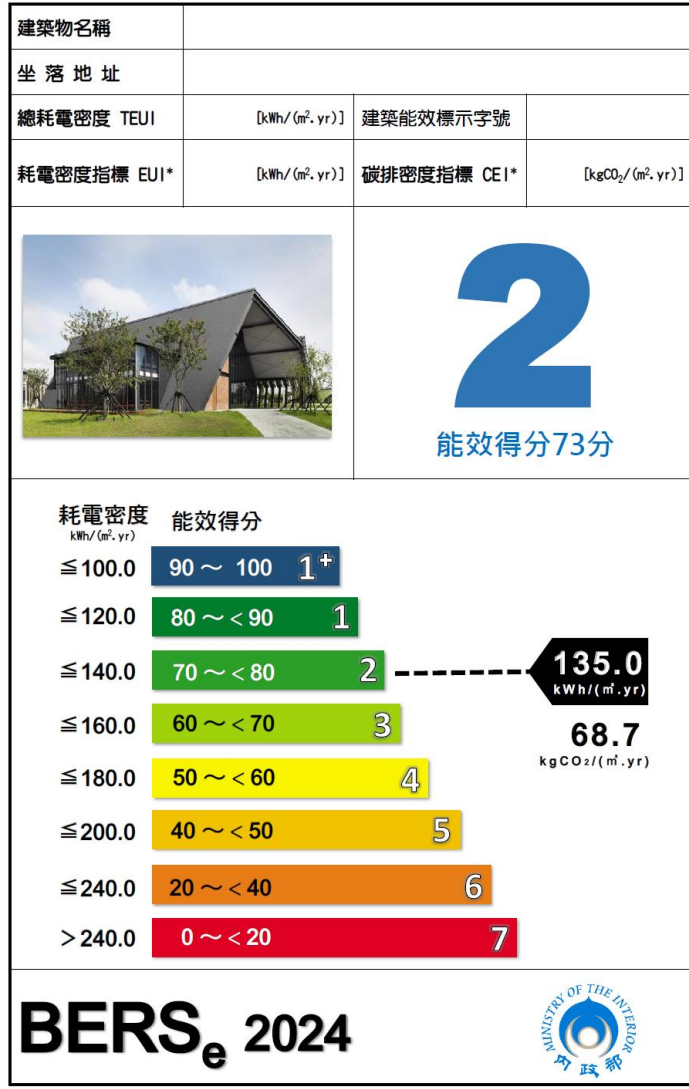 建築物名稱
坐落地址
總耗電密度 TEUI [kWh/(m².yr)] 建築能效標示字號
耗電密度指標 EUI* [kWh/(m².yr)] 碳排密度指標 CEI* [kgCO₂/(m².yr)]
2
能效得分73分
耗電密度 能效得分
kWh/(m².yr)
≦100.0 90～ 100 1⁺
≦120.0 80～<90 1
≦140.0 70～<80 2
135.0
kWh/(㎡.yr)
≦160.0 60～<70 3
68.7
kgCO₂/(㎡.yr)
≦180.0 50～<60 4
≦200.0 40～<50 5
≦240.0 20～<40 6
>240.0 0～<20 7
BERSₑ 2024
MINISTRY OF THE INTERIOR
內政部